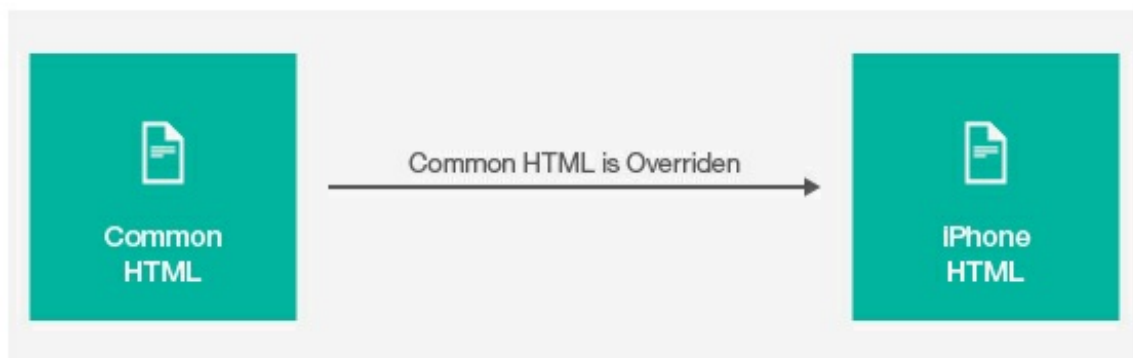 Common HTML is Overriden
Common
HTML
iPhone
HTML